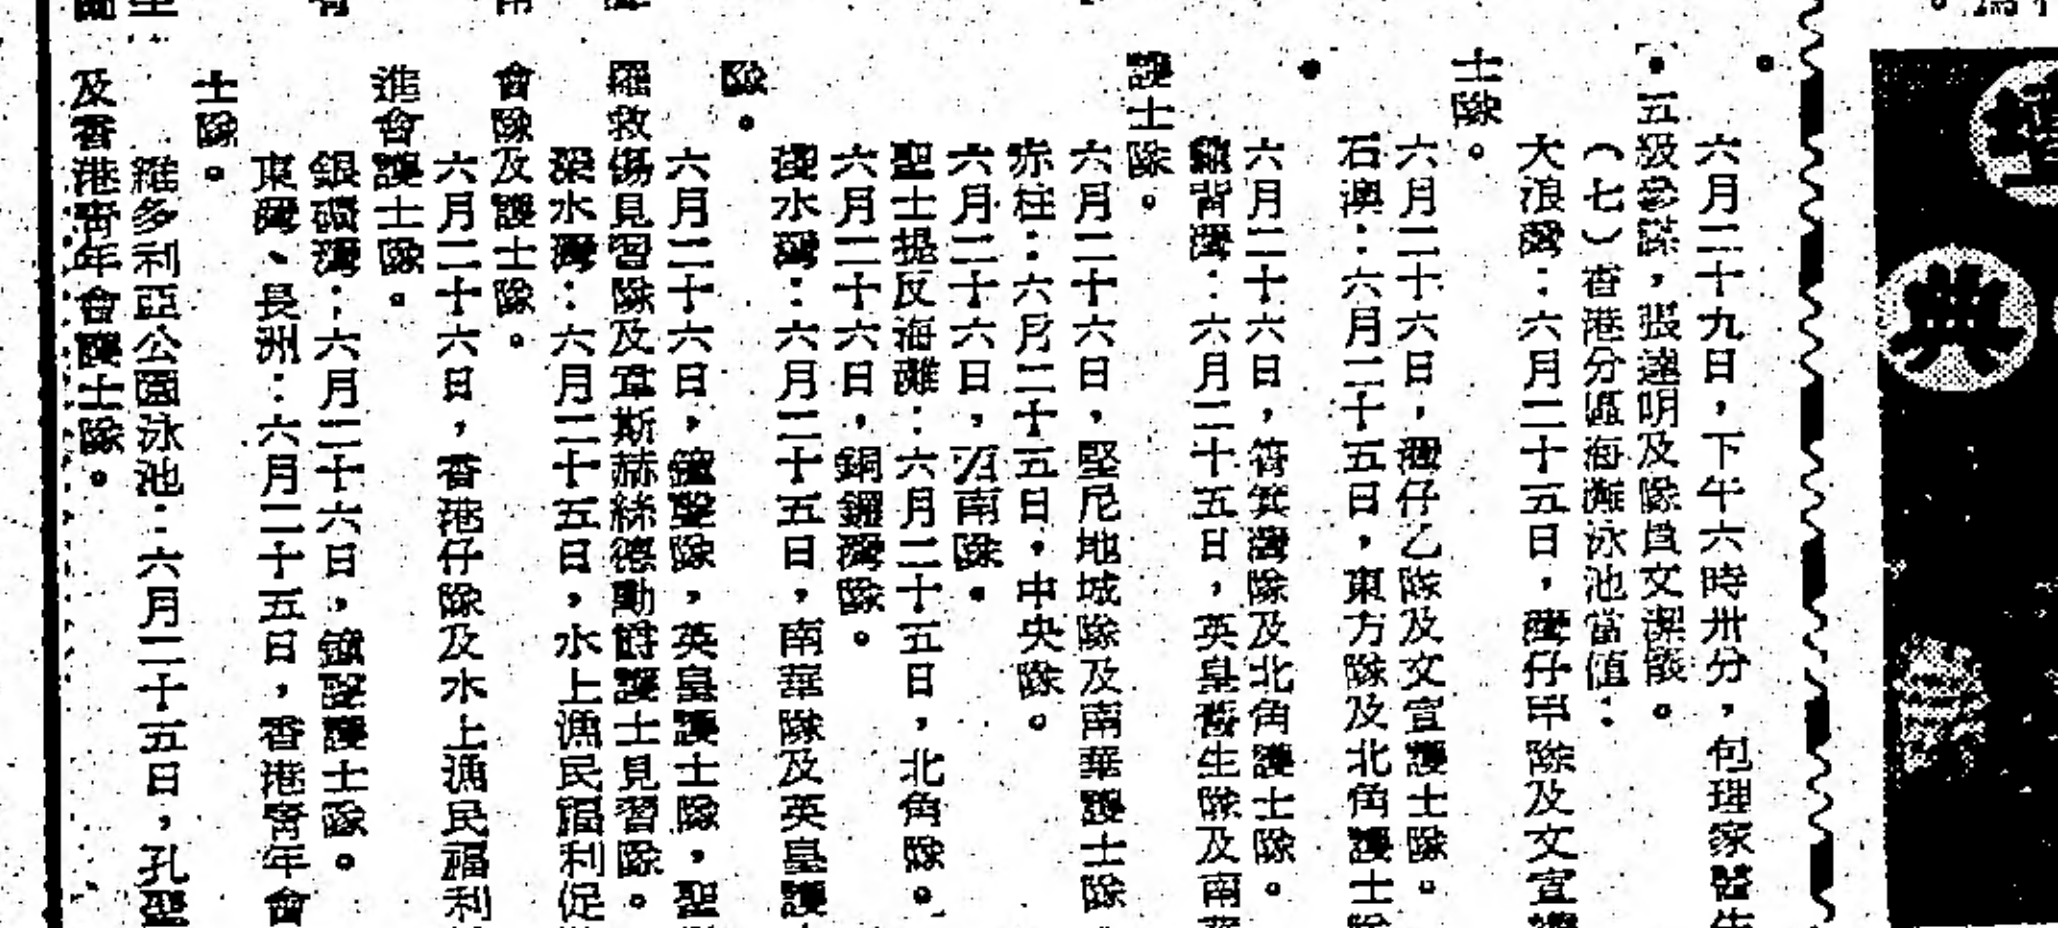 六月二十九日，下午六時卅分，包理家醫生
。五級參謀，張達明及隊員文潔
（七）香港分區海灘泳池當值：
大浪灣：六月二十五日，灣仔甲隊及文宣護
士隊。
六月二十六日，灣仔乙隊及文宣護士隊。
石澳：六月二十五日，東方隊及北角護士隊
。
六月二十六日，筲箕灣隊及北角護士隊。
龜背灣：六月二十五日，英皇舊生隊及南華
護士隊。
六月二十六日，堅尼地城隊及南華護士隊。
赤柱：六月二十五日，中央隊。
六月二十六日，沼南隊。
聖士提反海灘：六月二十五日，北角隊。
六月二十六日，銅鑼灣隊。
淺水灣：六月二十五日，南華隊及英皇護士
隊。
六月二十六日，鐘聲隊，英皇護士隊，聖
羅救傷見習隊及韋斯赫絲德勳爵護士見習隊。
深水灣：六月二十五日，水上漁民福利促進
會隊及護士隊。
六月二十六日，香港仔隊及水上漁民福利
進會護士隊。
銀礦灣：六月二十六日，鐘聲護士隊。
東灣、長洲：六月二十五日，香港青年會
士隊。
維多利亞公園泳池：六月二十五日，孔聖
及香港青年會護士隊。
典